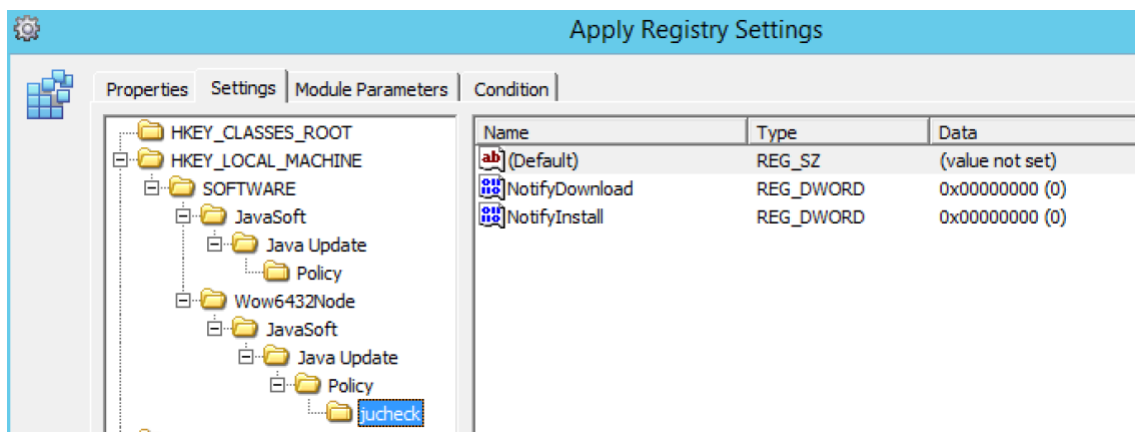 Apply Registry Settings
Properties Settings Module Parameters Condition
HKEY_CLASSES_ROOT
HKEY_LOCAL_MACHINE
SOFTWARE
JavaSoft
Java Update
Policy
Wow6432Node
JavaSoft
Java Update
Policy
jucheck
Name Type Data
(Default) REG_SZ (value not set)
NotifyDownload REG_DWORD 0x00000000 (0)
NotifyInstall REG_DWORD 0x00000000 (0)